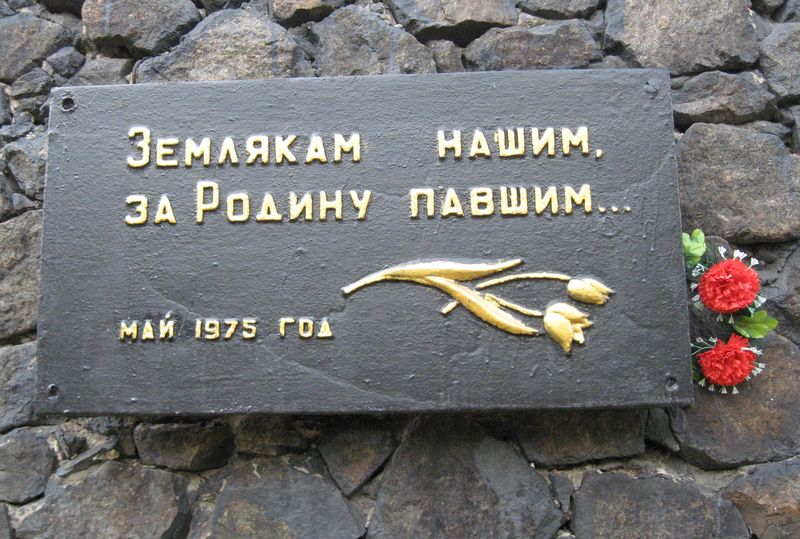 Землякам нашим,
за Родину павшим...
май 1975 год